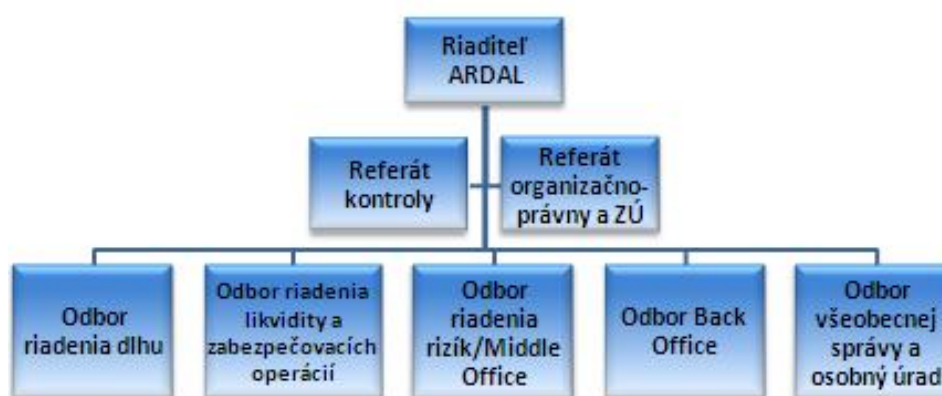 Riaditeľ
ARDAL
Referát
kontroly
Referát
organizačno-
právny a ZÚ
Odbor
riadenia dlhu
Odbor riadenia
likvidity a
zabezpečovacích
operácií
Odbor
riadenia
rizík/Middle
Office
Odbor Back
Office
Odbor
všeobecnej
správy a
osobný úrad